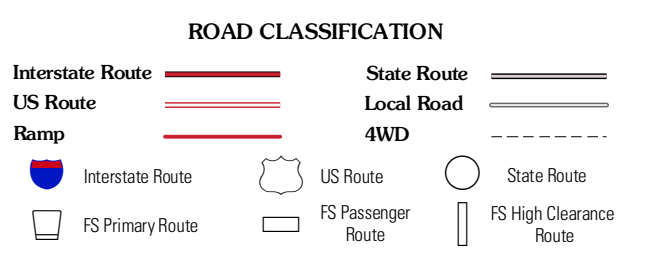 ROAD CLASSIFICATION
Interstate Route
State Route
US Route
Local Road
Ramp
4WD
Interstate Route
US Route
State Route
FS Primary Route
FS Passenger
Route
FS High Clearance
Route